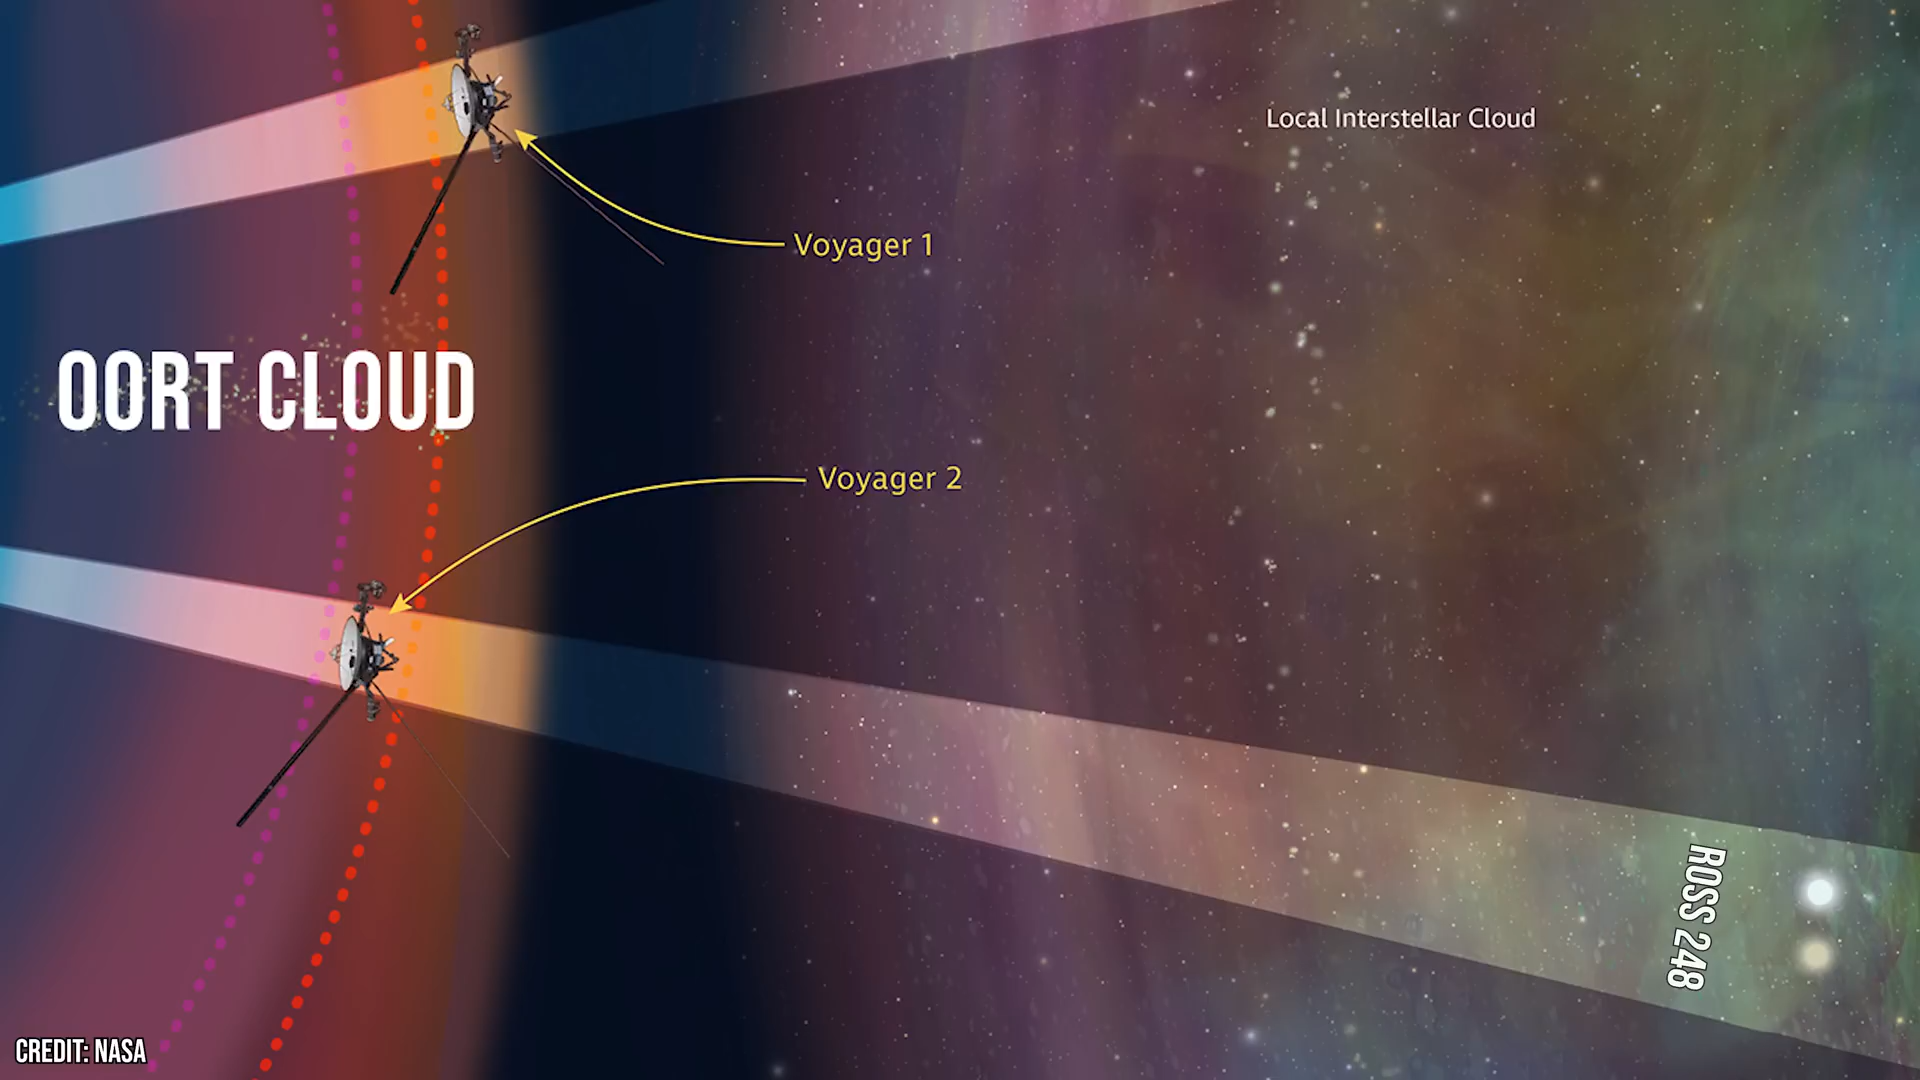 Local Interstellar Cloud
Voyager 1
OORT CLOUD
Voyager 2
ROSS 248
CREDIT: NASA